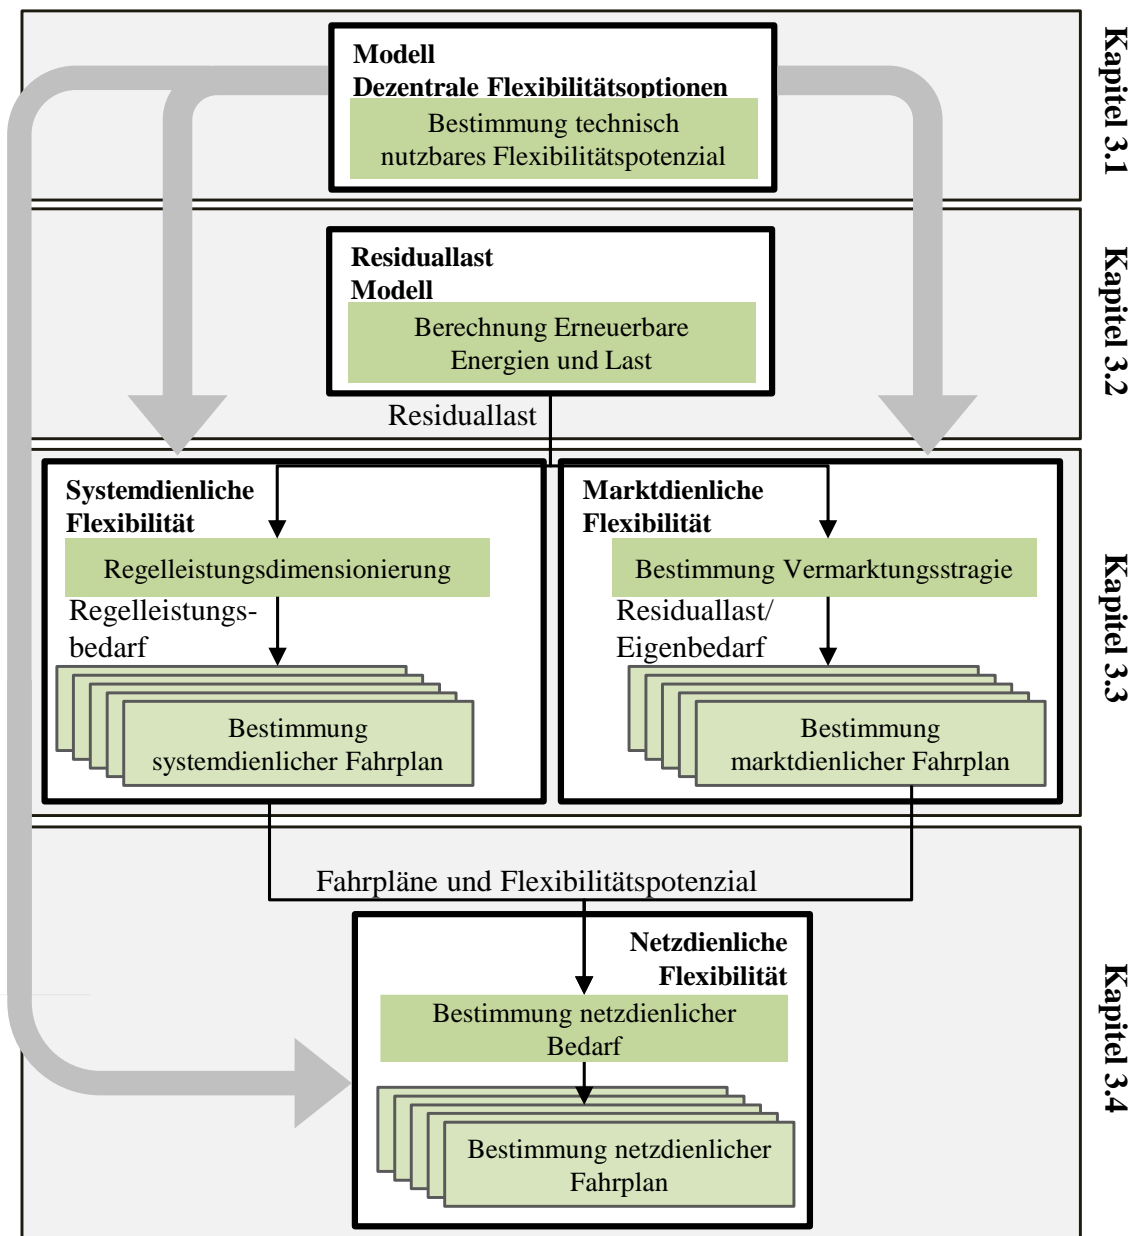 Modell
Dezentrale Flexibilitätsoptionen
Bestimmung technisch
nutzbares Flexibilitätspotenzial
Kapitel 3.1
Residuallast
Modell
Berechnung Erneuerbare
Energien und Last
Kapitel 3.2
Residuallast
Systemdienliche
Flexibilität
Regelleistungsdimensionierung
Regelleistungs-
bedarf
Bestimmung
systemdienlicher Fahrplan
Marktdienliche
Flexibilität
Bestimmung Vermarktungsstragie
Residuallast/
Eigenbedarf
Bestimmung
marktdienlicher Fahrplan
Kapitel 3.3
Fahrpläne und Flexibilitätspotenzial
Netzdienliche
Flexibilität
Bestimmung netzdienlicher
Bedarf
Bestimmung netzdienlicher
Fahrplan
Kapitel 3.4